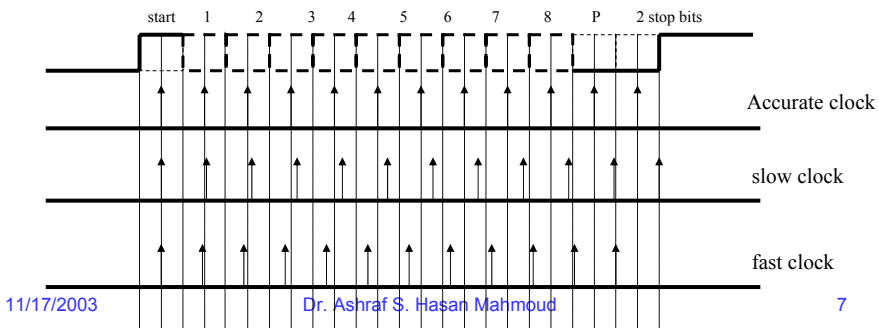 start 1 2 3 4 5 6 7 8 P 2 stop bits
Accurate clock
slow clock
fast clock
11/17/2003 Dr. Ashraf S. Hasan Mahmoud 7